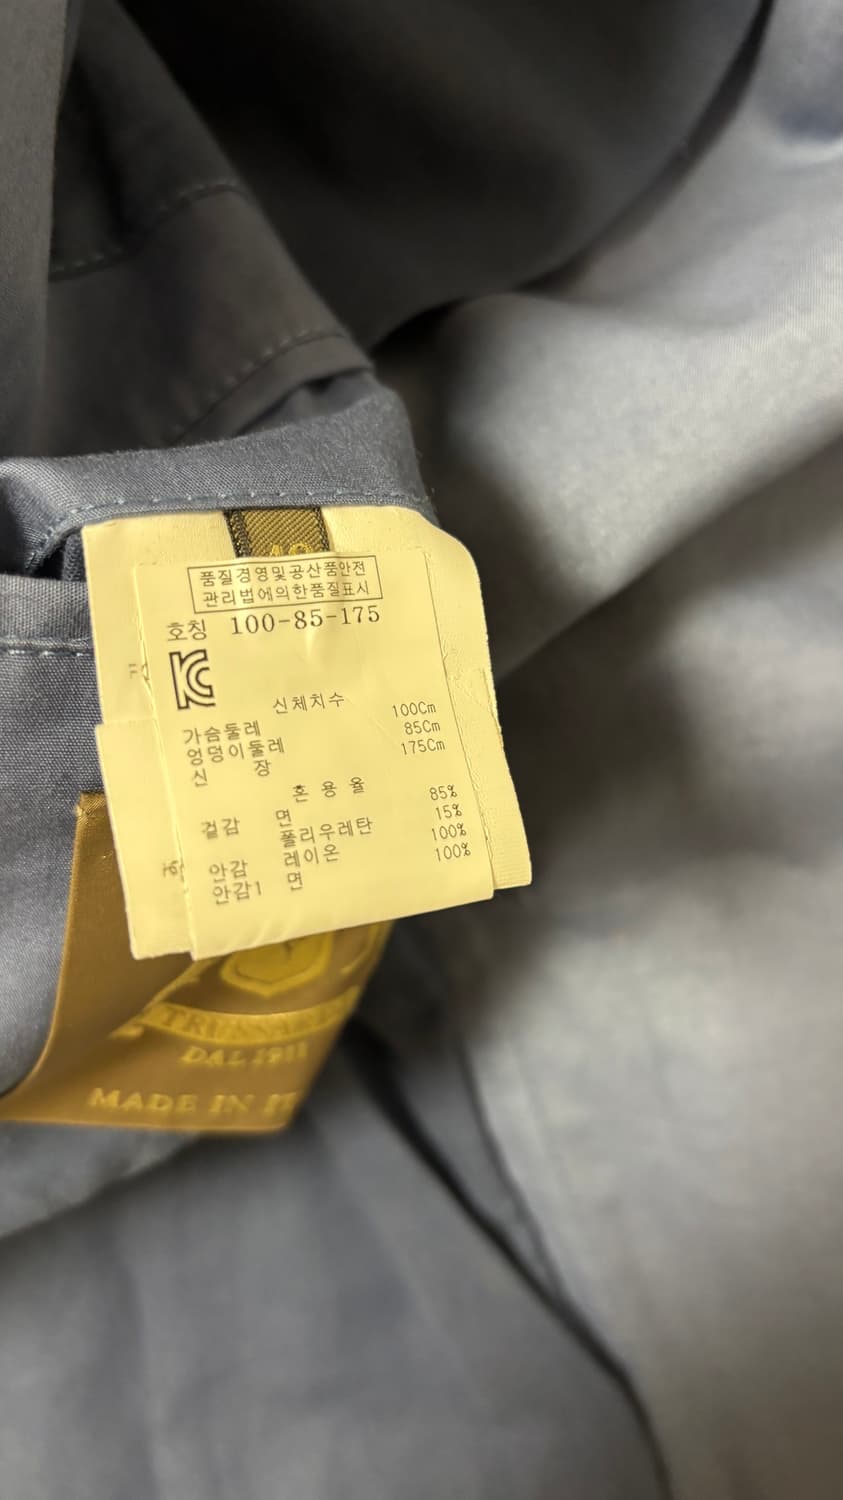 품질경영및공산품안전
관리법에의한품질표시
호칭 100-85-175
신체치수
가슴둘레 100Cm
엉덩이둘레 85Cm
신 장 175Cm
혼 용 율
겉감 면 85%
폴리우레탄 15%
안감 레이온 100%
안감1 면 100%
DAL 1911
MADE IN